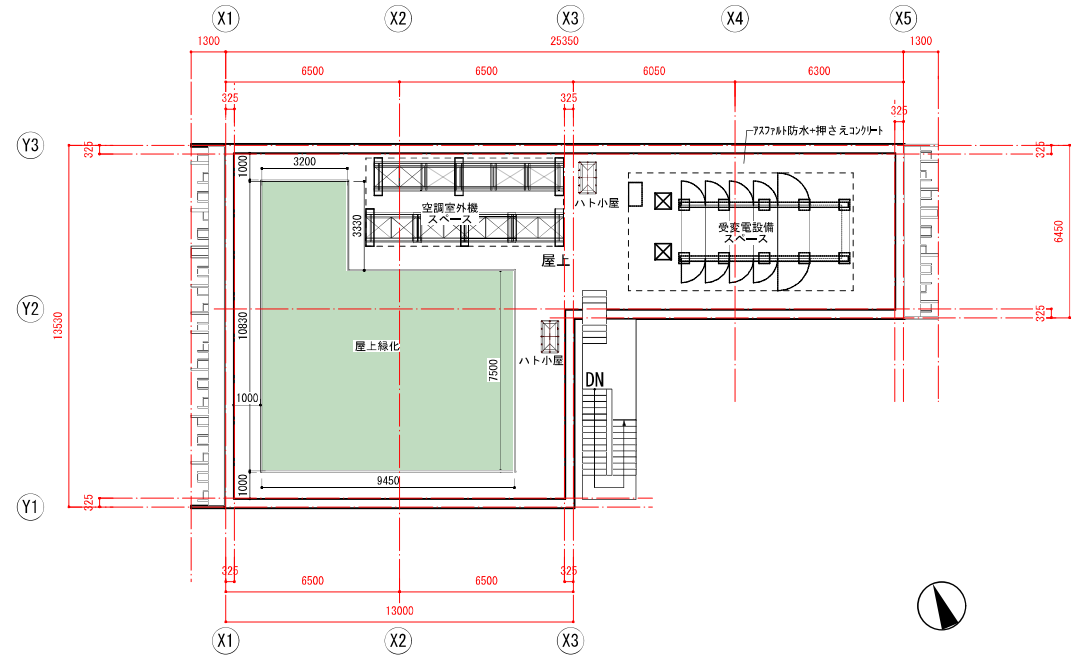 X1 X2 X3 X4 X5
1300 25350 1300
6500 6500 6050 6300
325 325 325
アスファルト防水+押さえコンクリート
Y3 325 1000 3200 325
ハト小屋
空調室外機
スペース
3330
受変電設備
スペース
6450
屋上
Y2 325
13530 10830
屋上緑化
ハト小屋
7500
DN
1000
9450
1000
Y1 325
325 6500 6500 325
13000
X1 X2 X3